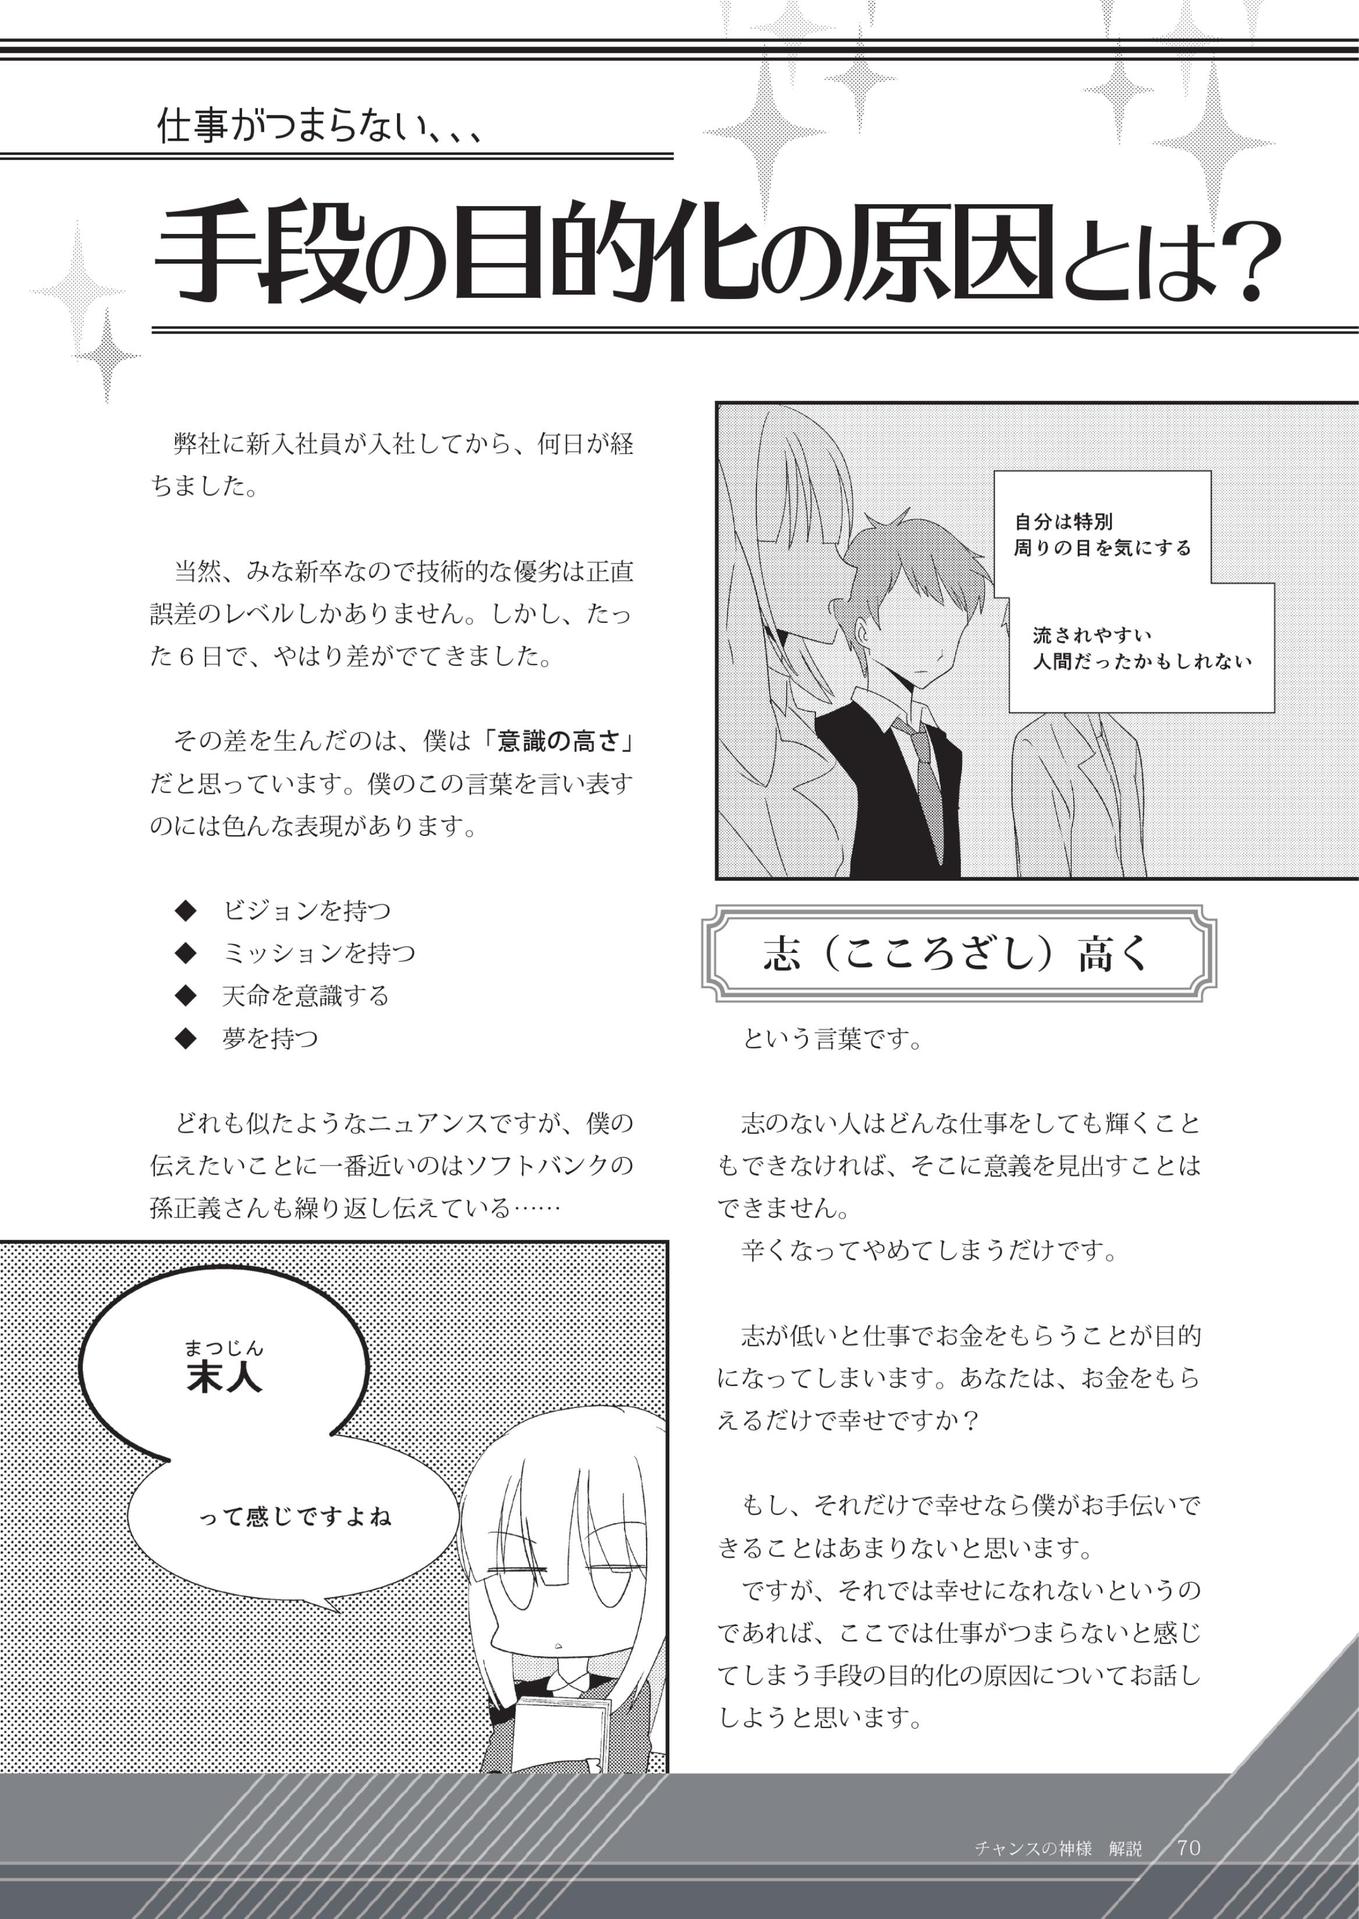 仕事がつまらない、、、
手段の目的化の原因とは？
　弊社に新入社員が入社してから、何日が経
ちました。
　当然、みな新卒なので技術的な優劣は正直
誤差のレベルしかありません。しかし、たっ
た 6 日で、やはり差がでてきました。
　その差を生んだのは、僕は「意識の高さ」
だと思っています。僕のこの言葉を言い表す
のには色んな表現があります。
◆　ビジョンを持つ
◆　ミッションを持つ
◆　天命を意識する
◆　夢を持つ
　どれも似たようなニュアンスですが、僕の
伝えたいことに一番近いのはソフトバンクの
孫正義さんも繰り返し伝えている……
まつじん
末人
って感じですよね
自分は特別
周りの目を気にする
流されやすい
人間だったかもしれない
志（こころざし）高く
　という言葉です。
　志のない人はどんな仕事をしても輝くこと
もできなければ、そこに意義を見出すことは
できません。
　辛くなってやめてしまうだけです。
　志が低いと仕事でお金をもらうことが目的
になってしまいます。あなたは、お金をもら
えるだけで幸せですか？
　もし、それだけで幸せなら僕がお手伝いで
きることはあまりないと思います。
　ですが、それでは幸せになれないというの
であれば、ここでは仕事がつまらないと感じ
てしまう手段の目的化の原因についてお話し
しようと思います。
チャンスの神様　解説　70